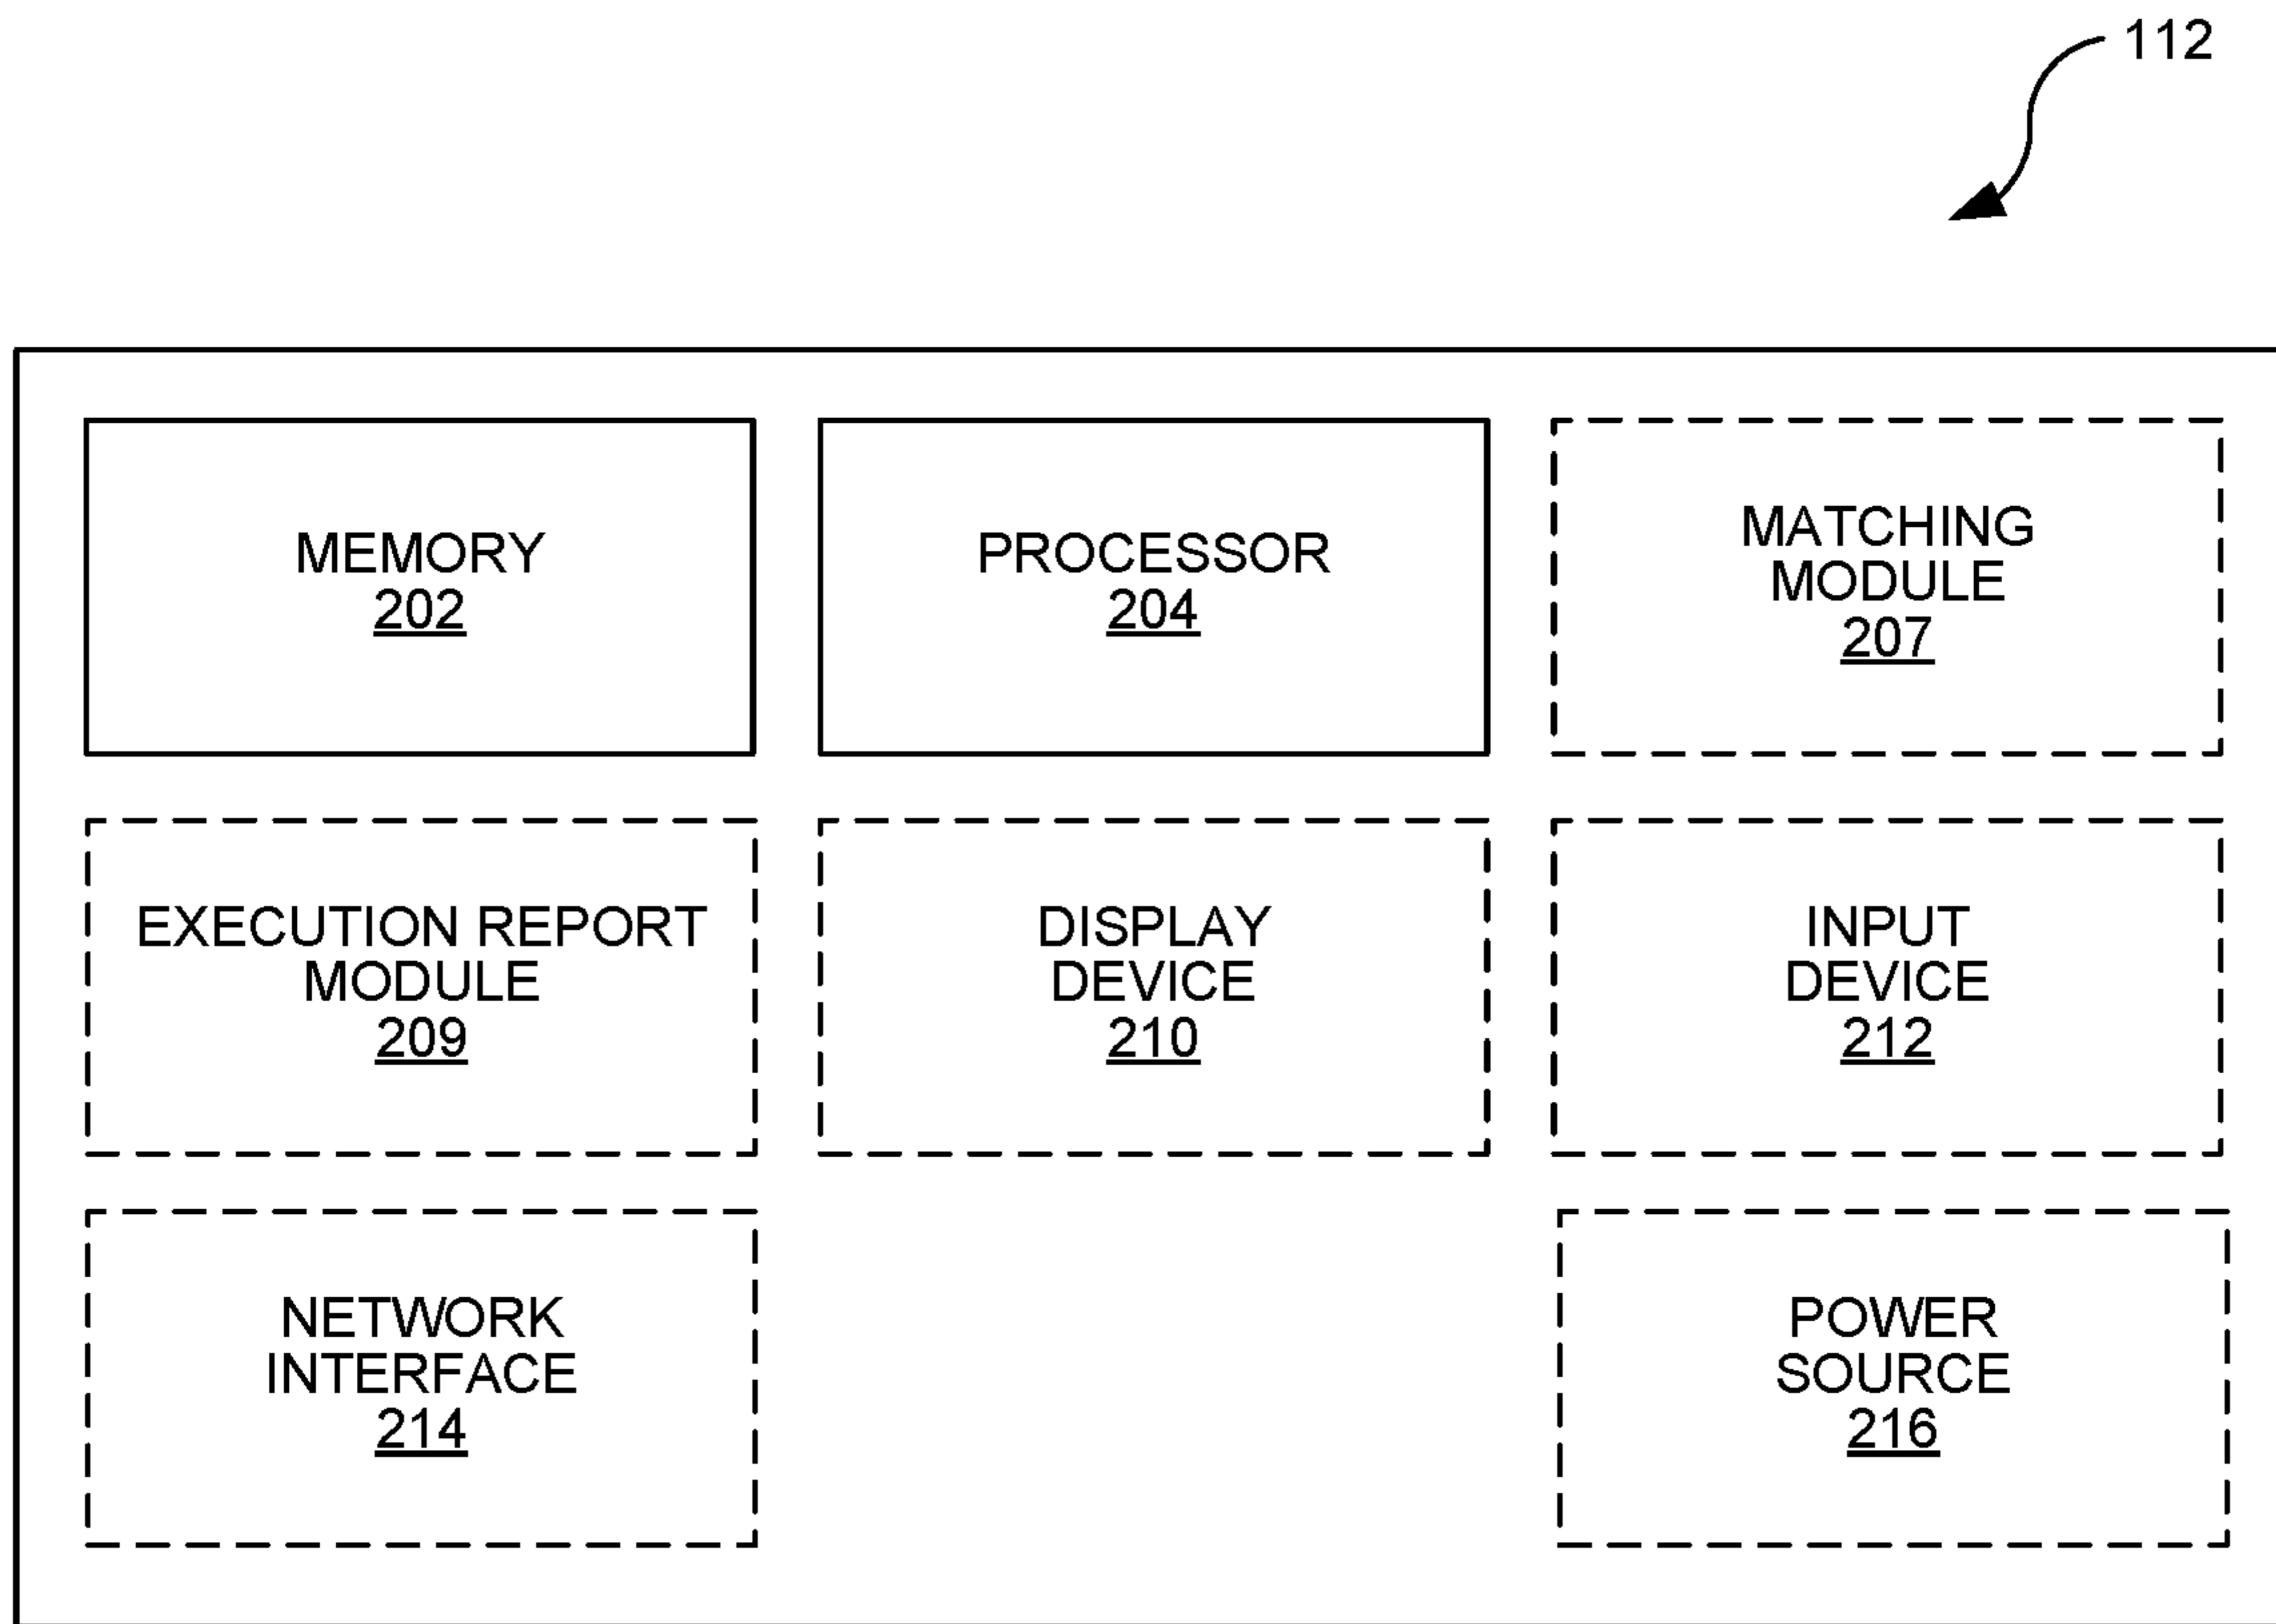 112
MEMORY
202
PROCESSOR
204
MATCHING
MODULE
207
EXECUTION REPORT
MODULE
209
DISPLAY
DEVICE
210
INPUT
DEVICE
212
NETWORK
INTERFACE
214
POWER
SOURCE
216